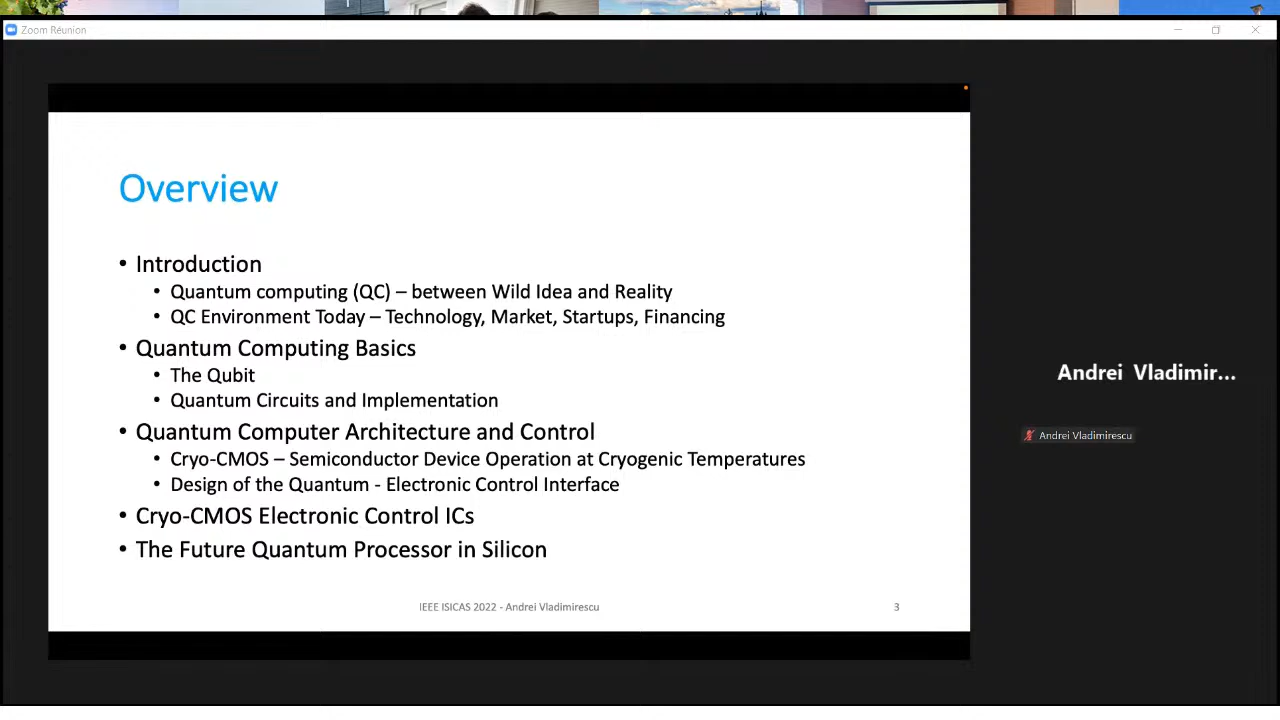 Zoom Réunion
Overview
• Introduction
• Quantum computing (QC) – between Wild Idea and Reality
• QC Environment Today – Technology, Market, Startups, Financing
• Quantum Computing Basics
• The Qubit
• Quantum Circuits and Implementation
• Quantum Computer Architecture and Control
• Cryo-CMOS – Semiconductor Device Operation at Cryogenic Temperatures
• Design of the Quantum - Electronic Control Interface
• Cryo-CMOS Electronic Control ICs
• The Future Quantum Processor in Silicon
IEEE ISICAS 2022 - Andrei Vladimirescu
3
Andrei Vladimir...
Andrei Vladimirescu